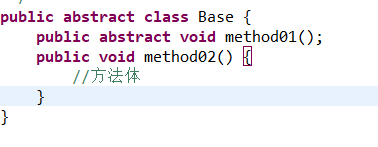 public abstract class Base {
    public abstract void method01();
    public void method02() {
        //方法体
    }
}